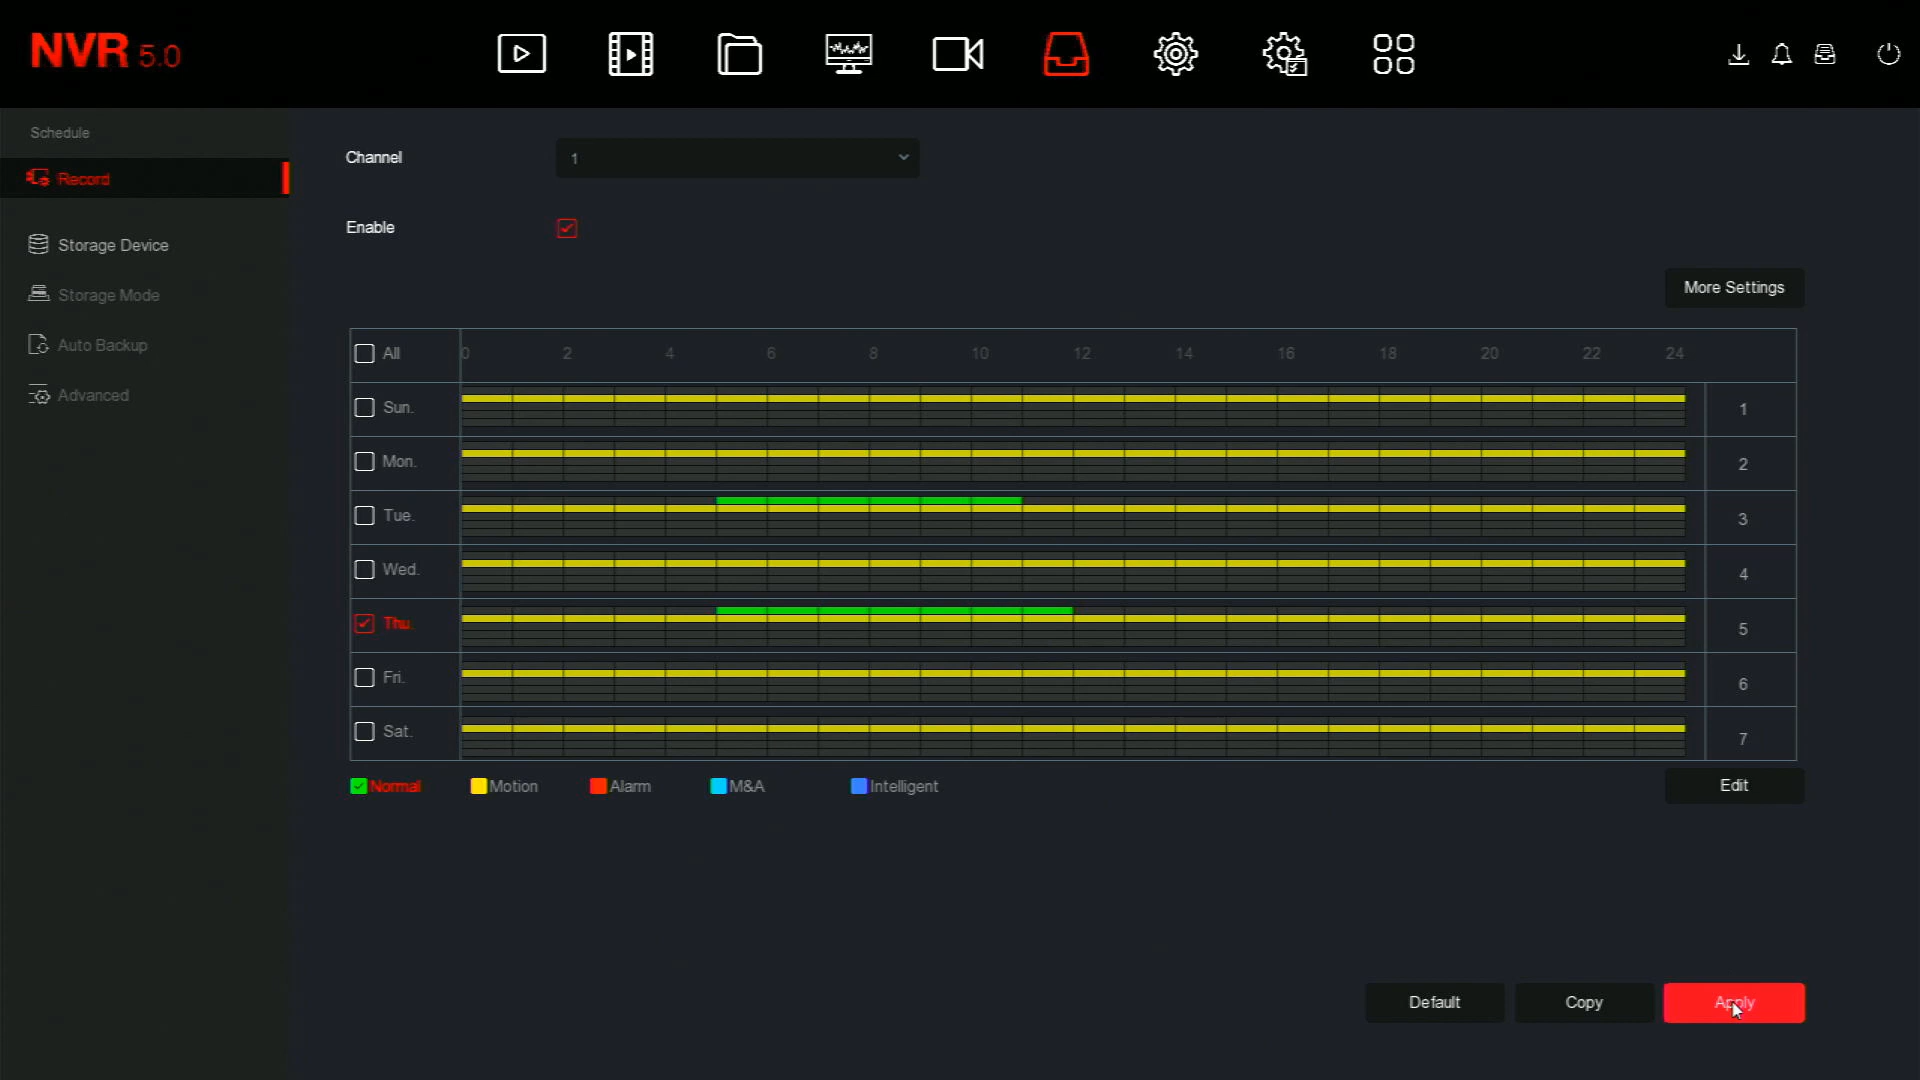 NVR 5.0
Schedule
Record
Storage Device
Storage Mode
Auto Backup
Advanced
Channel 1
Enable
More Settings
All 0 2 4 6 8 10 12 14 16 18 20 22 24
Sun. 1
Mon. 2
Tue. 3
Wed. 4
Thu. 5
Fri. 6
Sat. 7
Normal Motion Alarm M&A Intelligent
Edit
Default Copy Apply